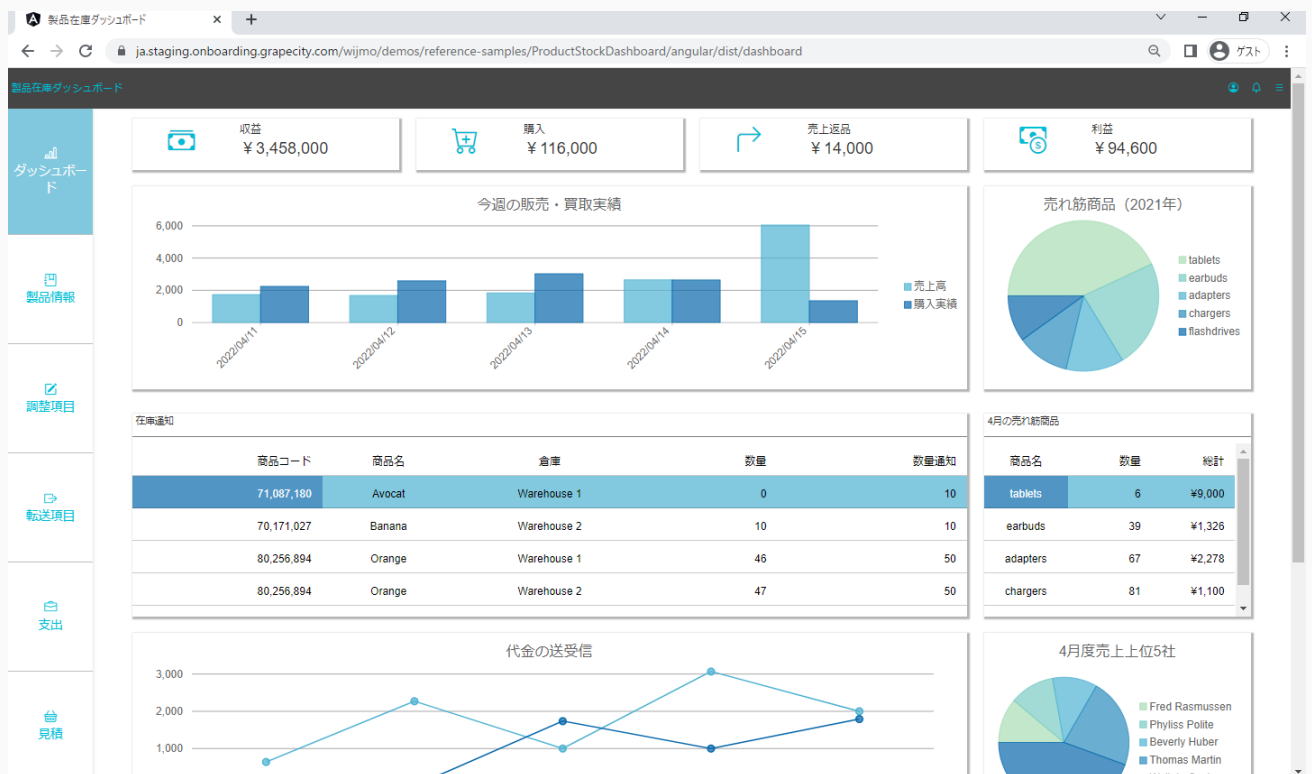 製品在庫ダッシュボード
ja.staging.onboarding.grapecity.com/wijmo/demos/reference-samples/ProductStockDashboard/angular/dist/dashboard
ゲスト
製品在庫ダッシュボード
ダッシュボー
ド
製品情報
調整項目
転送項目
支出
見積
収益
¥ 3,458,000
購入
¥ 116,000
売上返品
¥ 14,000
利益
¥ 94,600
今週の販売・買取実績
6,000
4,000
2,000
0
2022/04/11
2022/04/12
2022/04/13
2022/04/14
2022/04/15
売上高
購入実績
売れ筋商品（2021年）
tablets
earbuds
adapters
chargers
flashdrives
在庫通知
商品コード 商品名 倉庫 数量 数量通知
71,087,180 Avocat Warehouse 1 0 10
70,171,027 Banana Warehouse 2 10 10
80,256,894 Orange Warehouse 1 46 50
80,256,894 Orange Warehouse 2 47 50
4月の売れ筋商品
商品名 数量 総計
tablets 6 ¥9,000
earbuds 39 ¥1,326
adapters 67 ¥2,278
chargers 81 ¥1,100
代金の送受信
3,000
2,000
1,000
4月度売上上位5社
Fred Rasmussen
Phyliss Polite
Beverly Huber
Thomas Martin